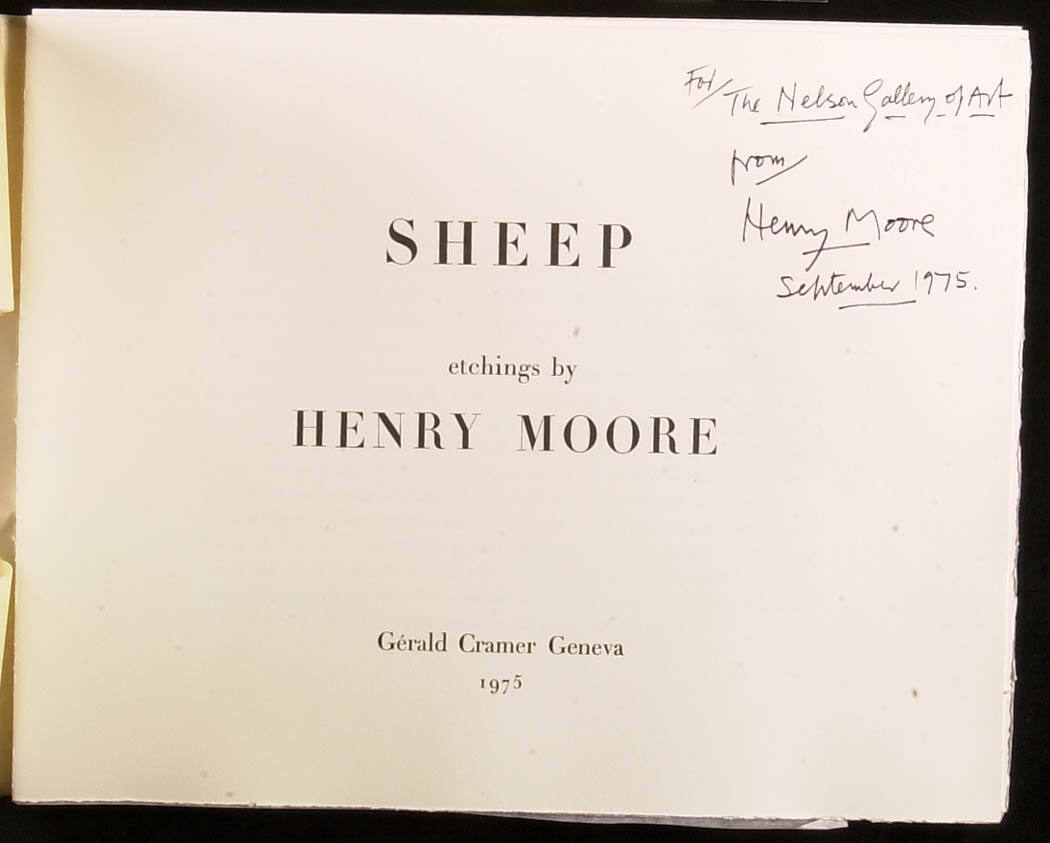 For/ The Nelson Gallery of Art
from
Henry Moore
September 1975.
SHEEP
etchings by
HENRY MOORE
Gérald Cramer Geneva
1975